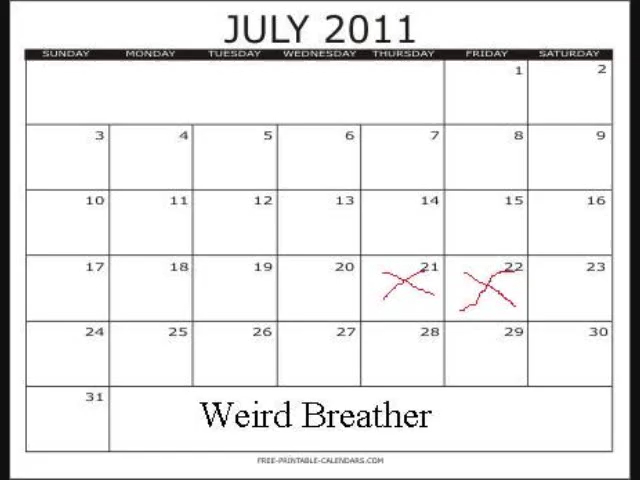 JULY 2011
SUNDAY MONDAY TUESDAY WEDNESDAY THURSDAY FRIDAY SATURDAY
1 2
3 4 5 6 7 8 9
10 11 12 13 14 15 16
17 18 19 20 21 22 23
24 25 26 27 28 29 30
31
Weird Breather
FREE-PRINTABLE-CALENDARS.COM